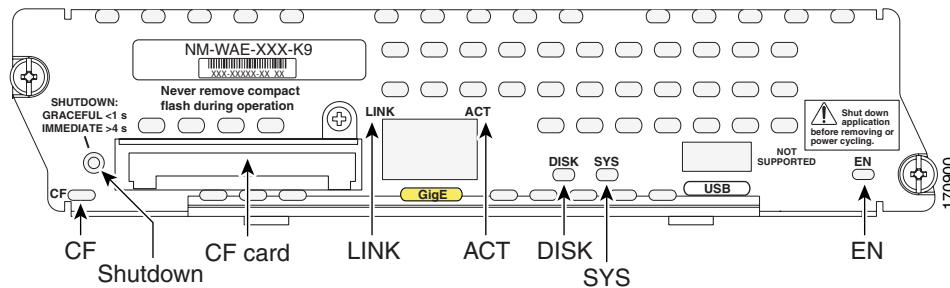 NM-WAE-XXX-K9
XXX-XXXXX-XX XX
Never remove compact
flash during operation
SHUTDOWN:
GRACEFUL <1 s
IMMEDIATE >4 s
LINK
ACT
Shut down
application
before removing or
power cycling.
DISK
SYS
NOT
SUPPORTED
EN
CF
GigE
USB
170900
CF
Shutdown
CF card
LINK
ACT
DISK
SYS
EN